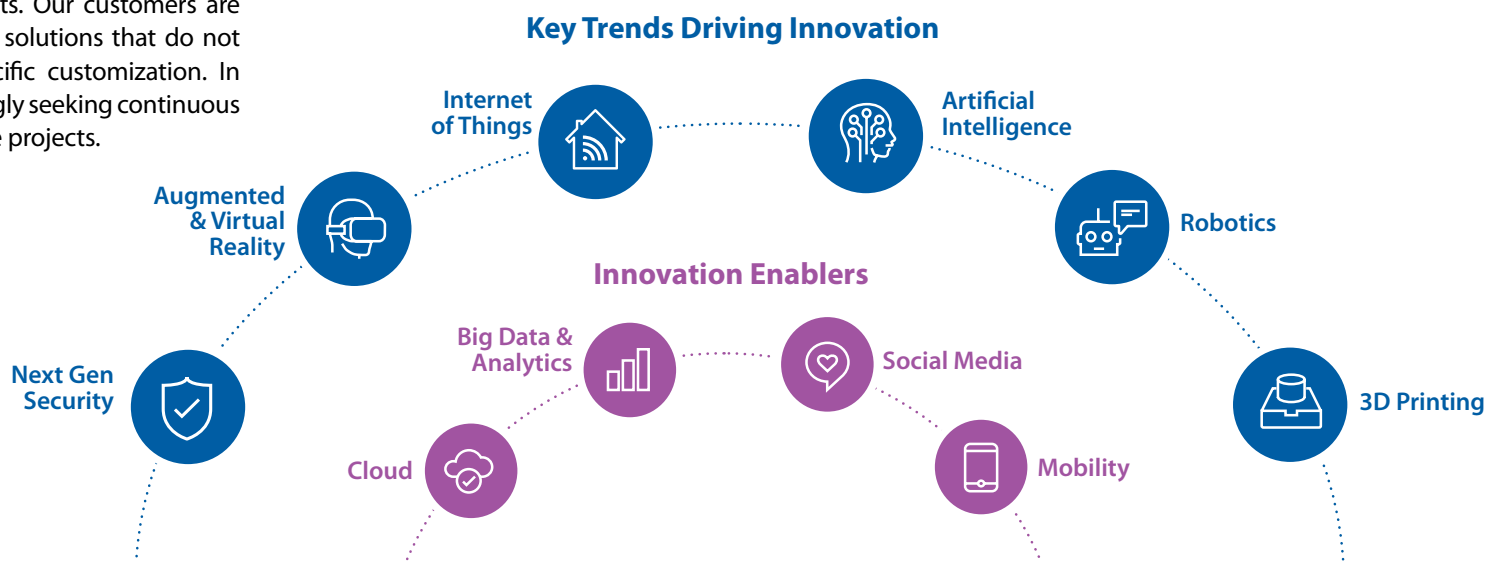 ts. Our customers are
solutions that do not
cific customization. In
gly seeking continuous
e projects.
Key Trends Driving Innovation
Internet
of Things
Artificial
Intelligence
Augmented
& Virtual
Reality
Robotics
Next Gen
Security
3D Printing
Innovation Enablers
Big Data &
Analytics
Social Media
Cloud
Mobility